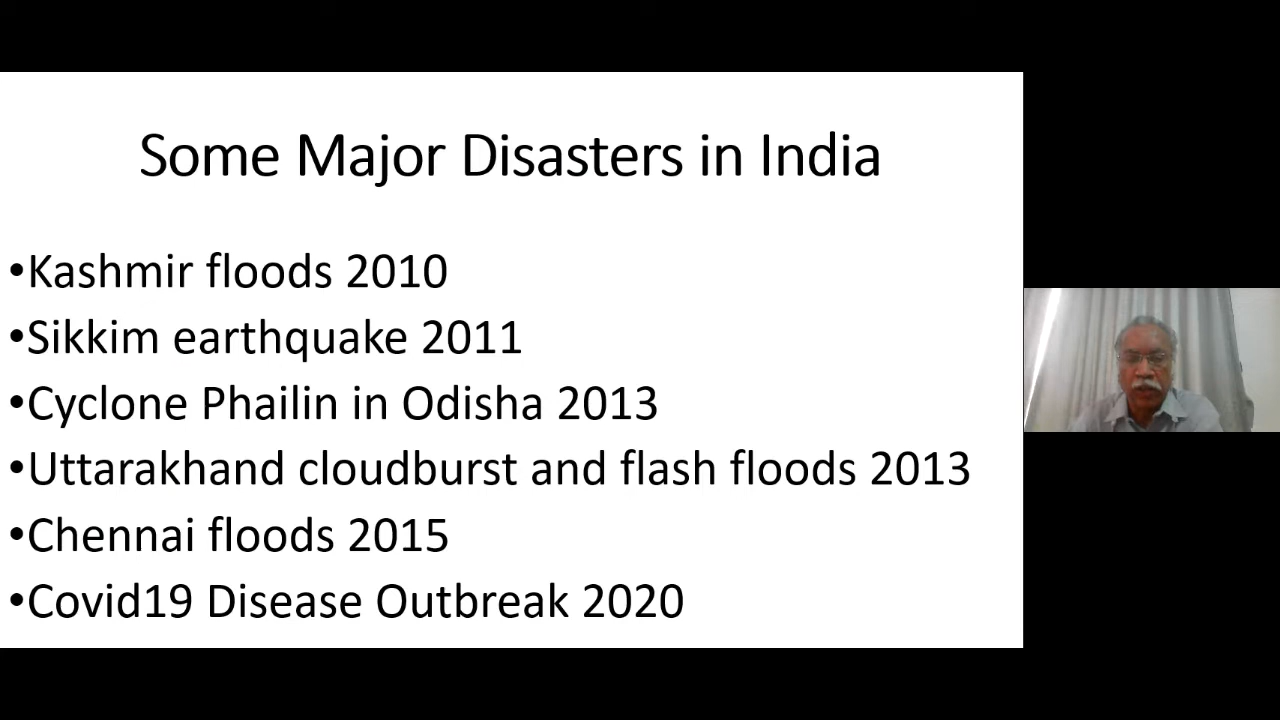 Some Major Disasters in India
•Kashmir floods 2010
•Sikkim earthquake 2011
•Cyclone Phailin in Odisha 2013
•Uttarakhand cloudburst and flash floods 2013
•Chennai floods 2015
•Covid19 Disease Outbreak 2020